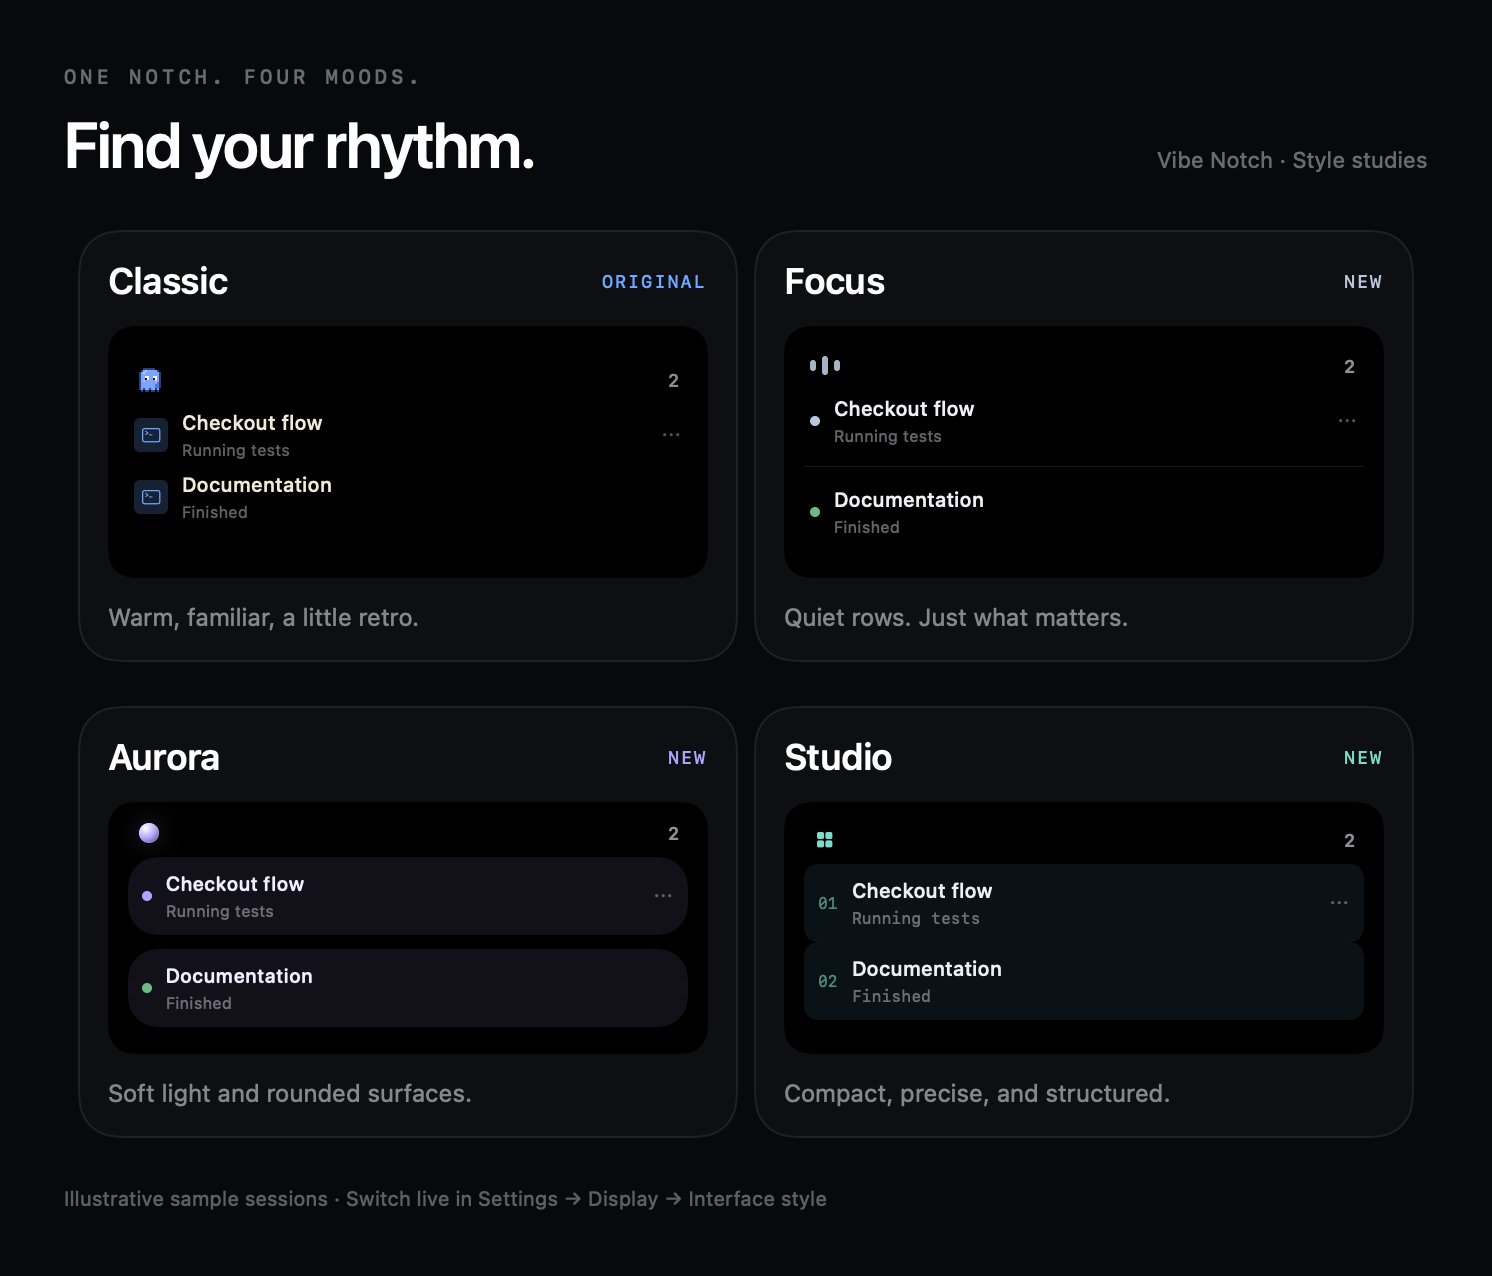 ONE NOTCH. FOUR MOODS.
Find your rhythm.
Vibe Notch · Style studies
Classic
ORIGINAL
2
Checkout flow
Running tests
...
Documentation
Finished
Warm, familiar, a little retro.
Focus
NEW
2
Checkout flow
Running tests
...
Documentation
Finished
Quiet rows. Just what matters.
Aurora
NEW
2
Checkout flow
Running tests
...
Documentation
Finished
Soft light and rounded surfaces.
Studio
NEW
2
01
Checkout flow
Running tests
...
02
Documentation
Finished
Compact, precise, and structured.
Illustrative sample sessions · Switch live in Settings → Display → Interface style